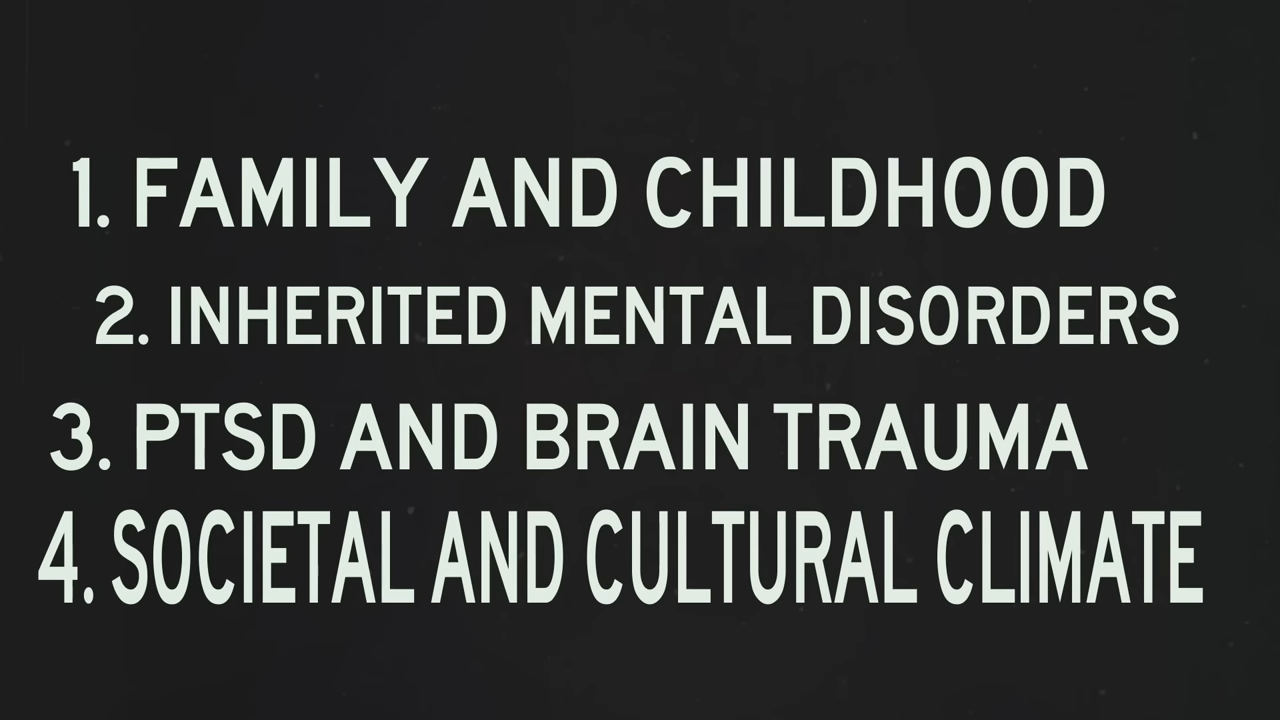 1. FAMILY AND CHILDHOOD
2. INHERITED MENTAL DISORDERS
3. PTSD AND BRAIN TRAUMA
4. SOCIETAL AND CULTURAL CLIMATE